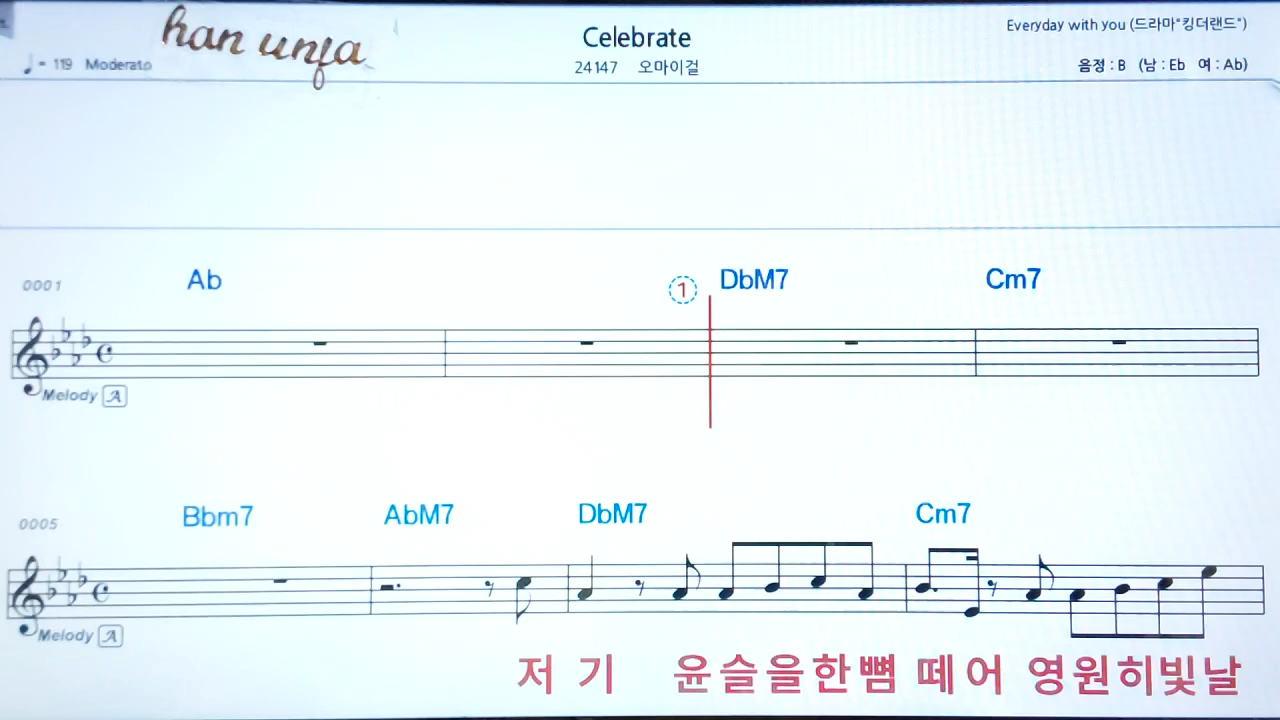 han unja
Celebrate
Everyday with you (드라마"킹더랜드")
♩ = 119 Moderato
24147 오마이걸
음정 : B (남 : Eb 여 : Ab)
0001 Ab ① DbM7 Cm7
Melody A
0005 Bbm7 AbM7 DbM7 Cm7
Melody A
저 기 윤슬을한뼘 떼어 영원히빛날